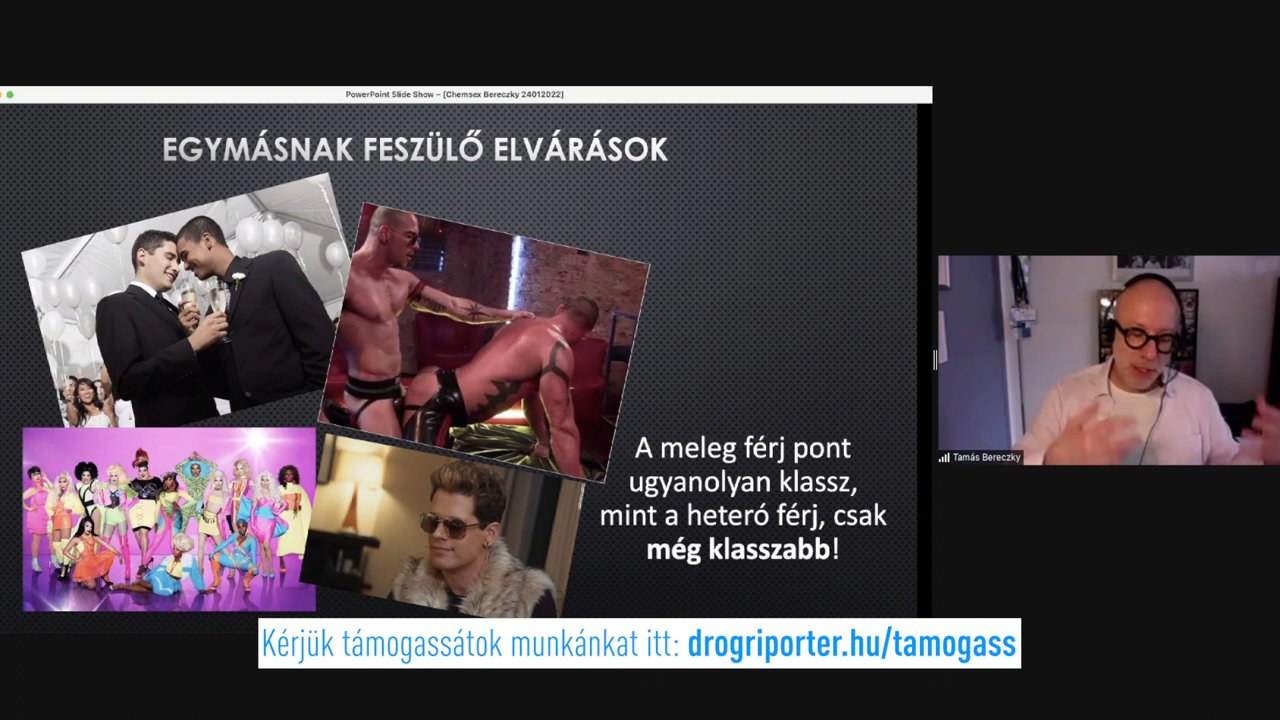 PowerPoint Slide Show – [Chemsex Bereczky 24012022]
EGYMÁSNAK FESZÜLŐ ELVÁRÁSOK
A meleg férj pont
ugyanolyan klassz,
mint a heteró férj, csak
még klasszabb!
Tamás Bereczky
Kérjük támogassátok munkánkat itt: drogriporter.hu/tamogass